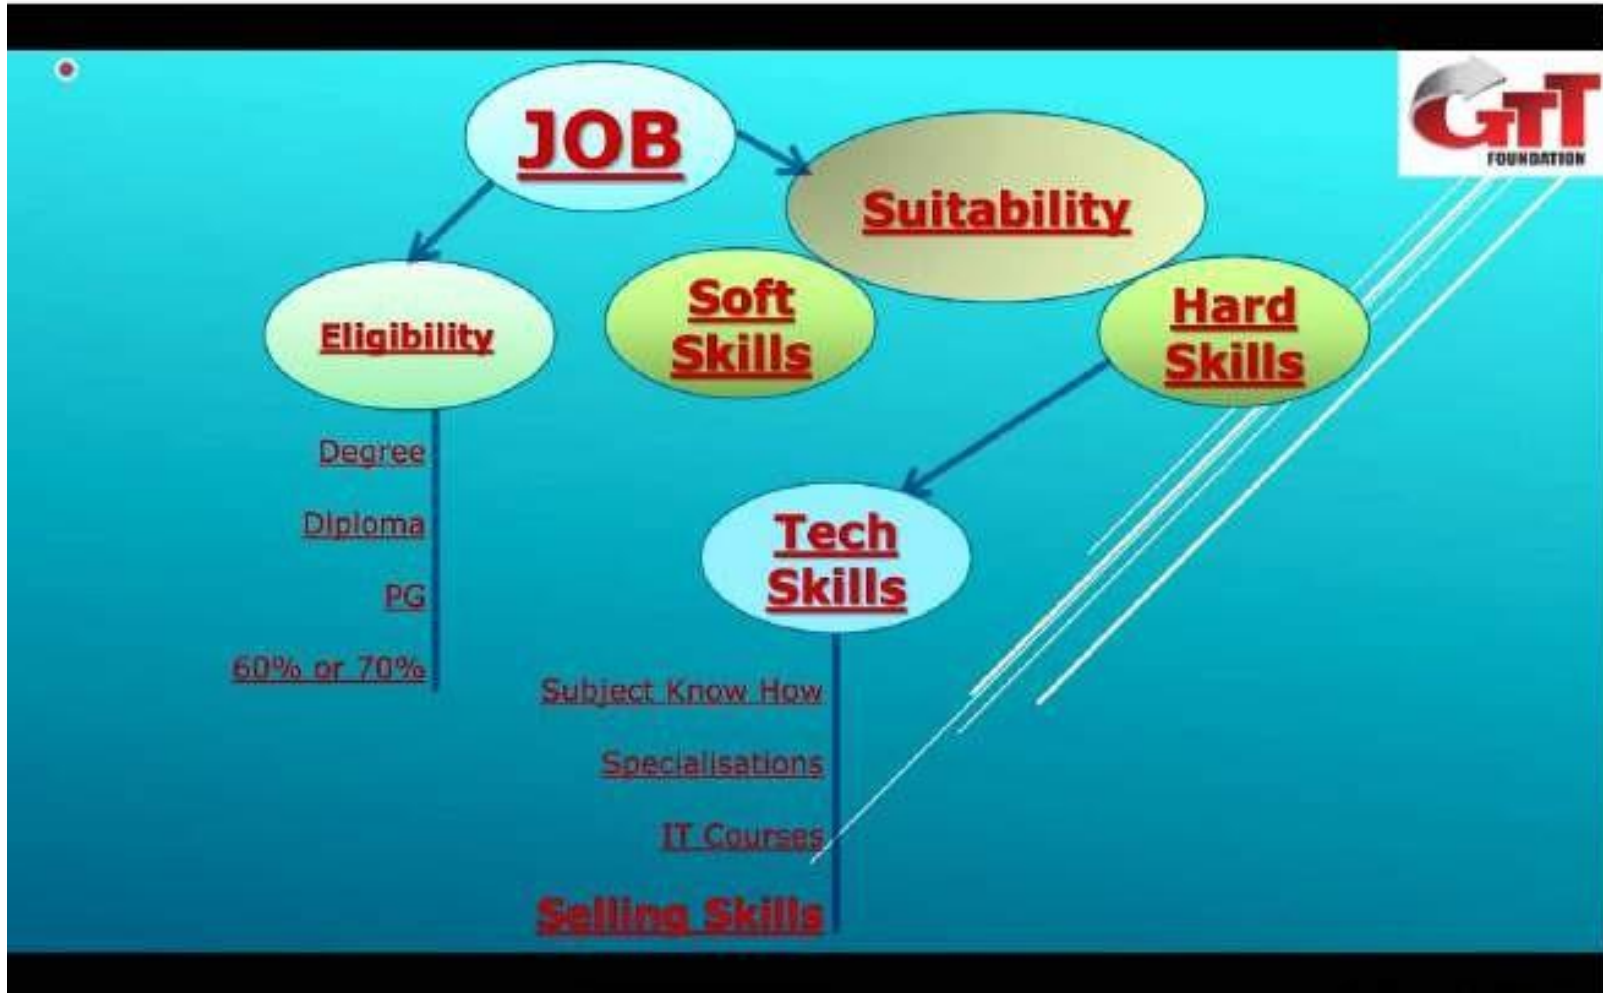 JOB
GTT
FOUNDATION
Suitability
Eligibility
Soft
Skills
Hard
Skills
Degree
Diploma
PG
60% or 70%
Tech
Skills
Subject Know How
Specialisations
IT Courses
Selling Skills